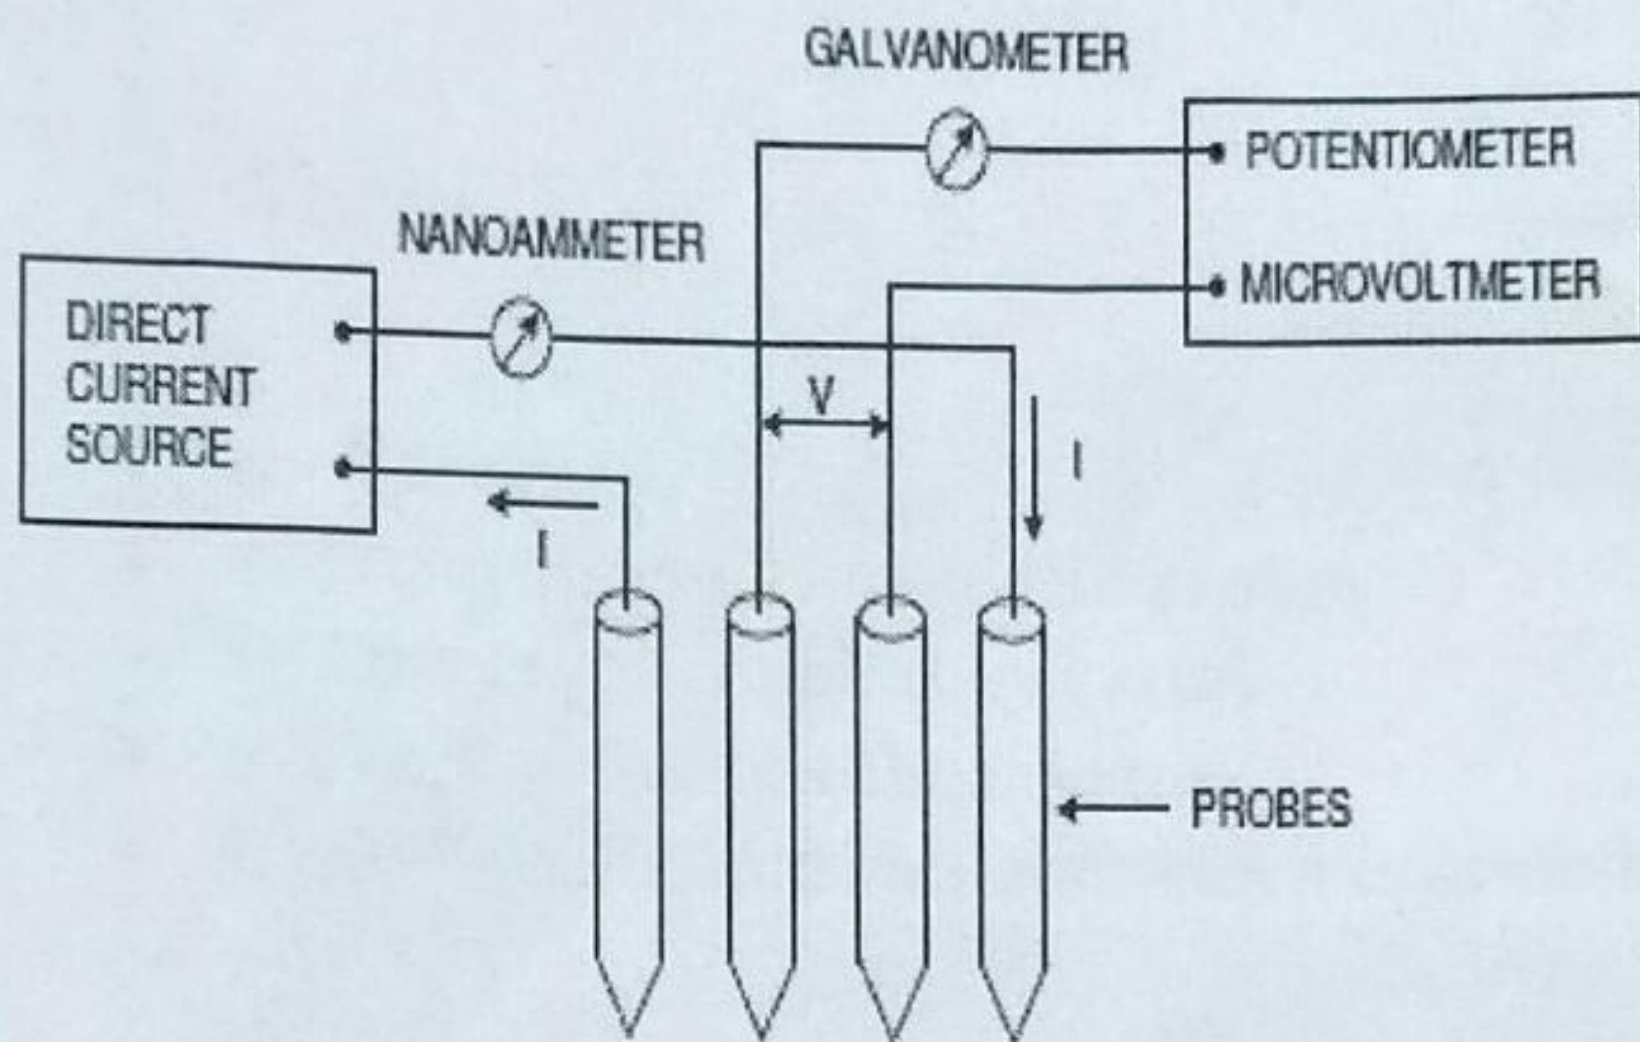 GALVANOMETER
POTENTIOMETER
NANOAMMETER
MICROVOLTMETER
DIRECT
CURRENT
SOURCE
V
I
I
PROBES